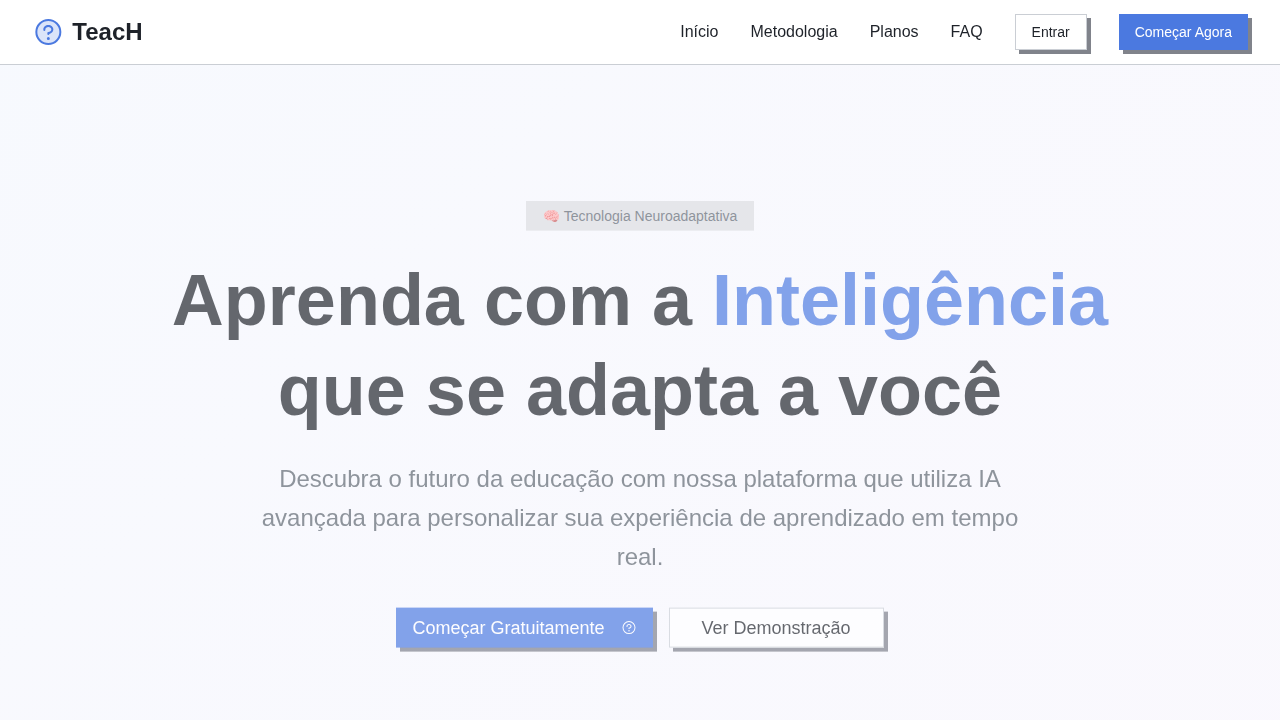 TeacH
Início
Metodologia
Planos
FAQ
Entrar
Começar Agora
🧠 Tecnologia Neuroadaptativa
Aprenda com a Inteligência
que se adapta a você
Descubra o futuro da educação com nossa plataforma que utiliza IA
avançada para personalizar sua experiência de aprendizado em tempo
real.
Começar Gratuitamente
Ver Demonstração